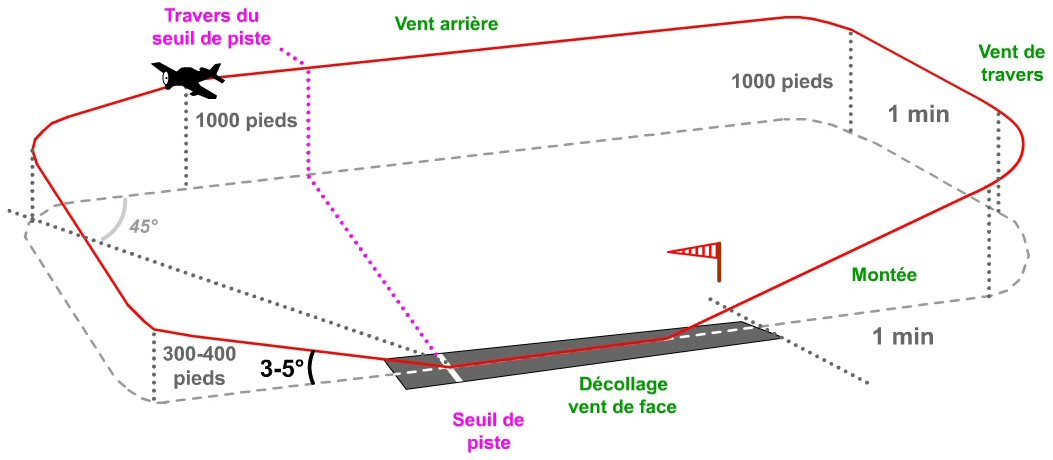 Travers du
seuil de piste
Vent arrière
Vent de
travers
1000 pieds
1000 pieds
1 min
45°
Montée
1 min
300-400
pieds
3-5°
Décollage
vent de face
Seuil de
piste